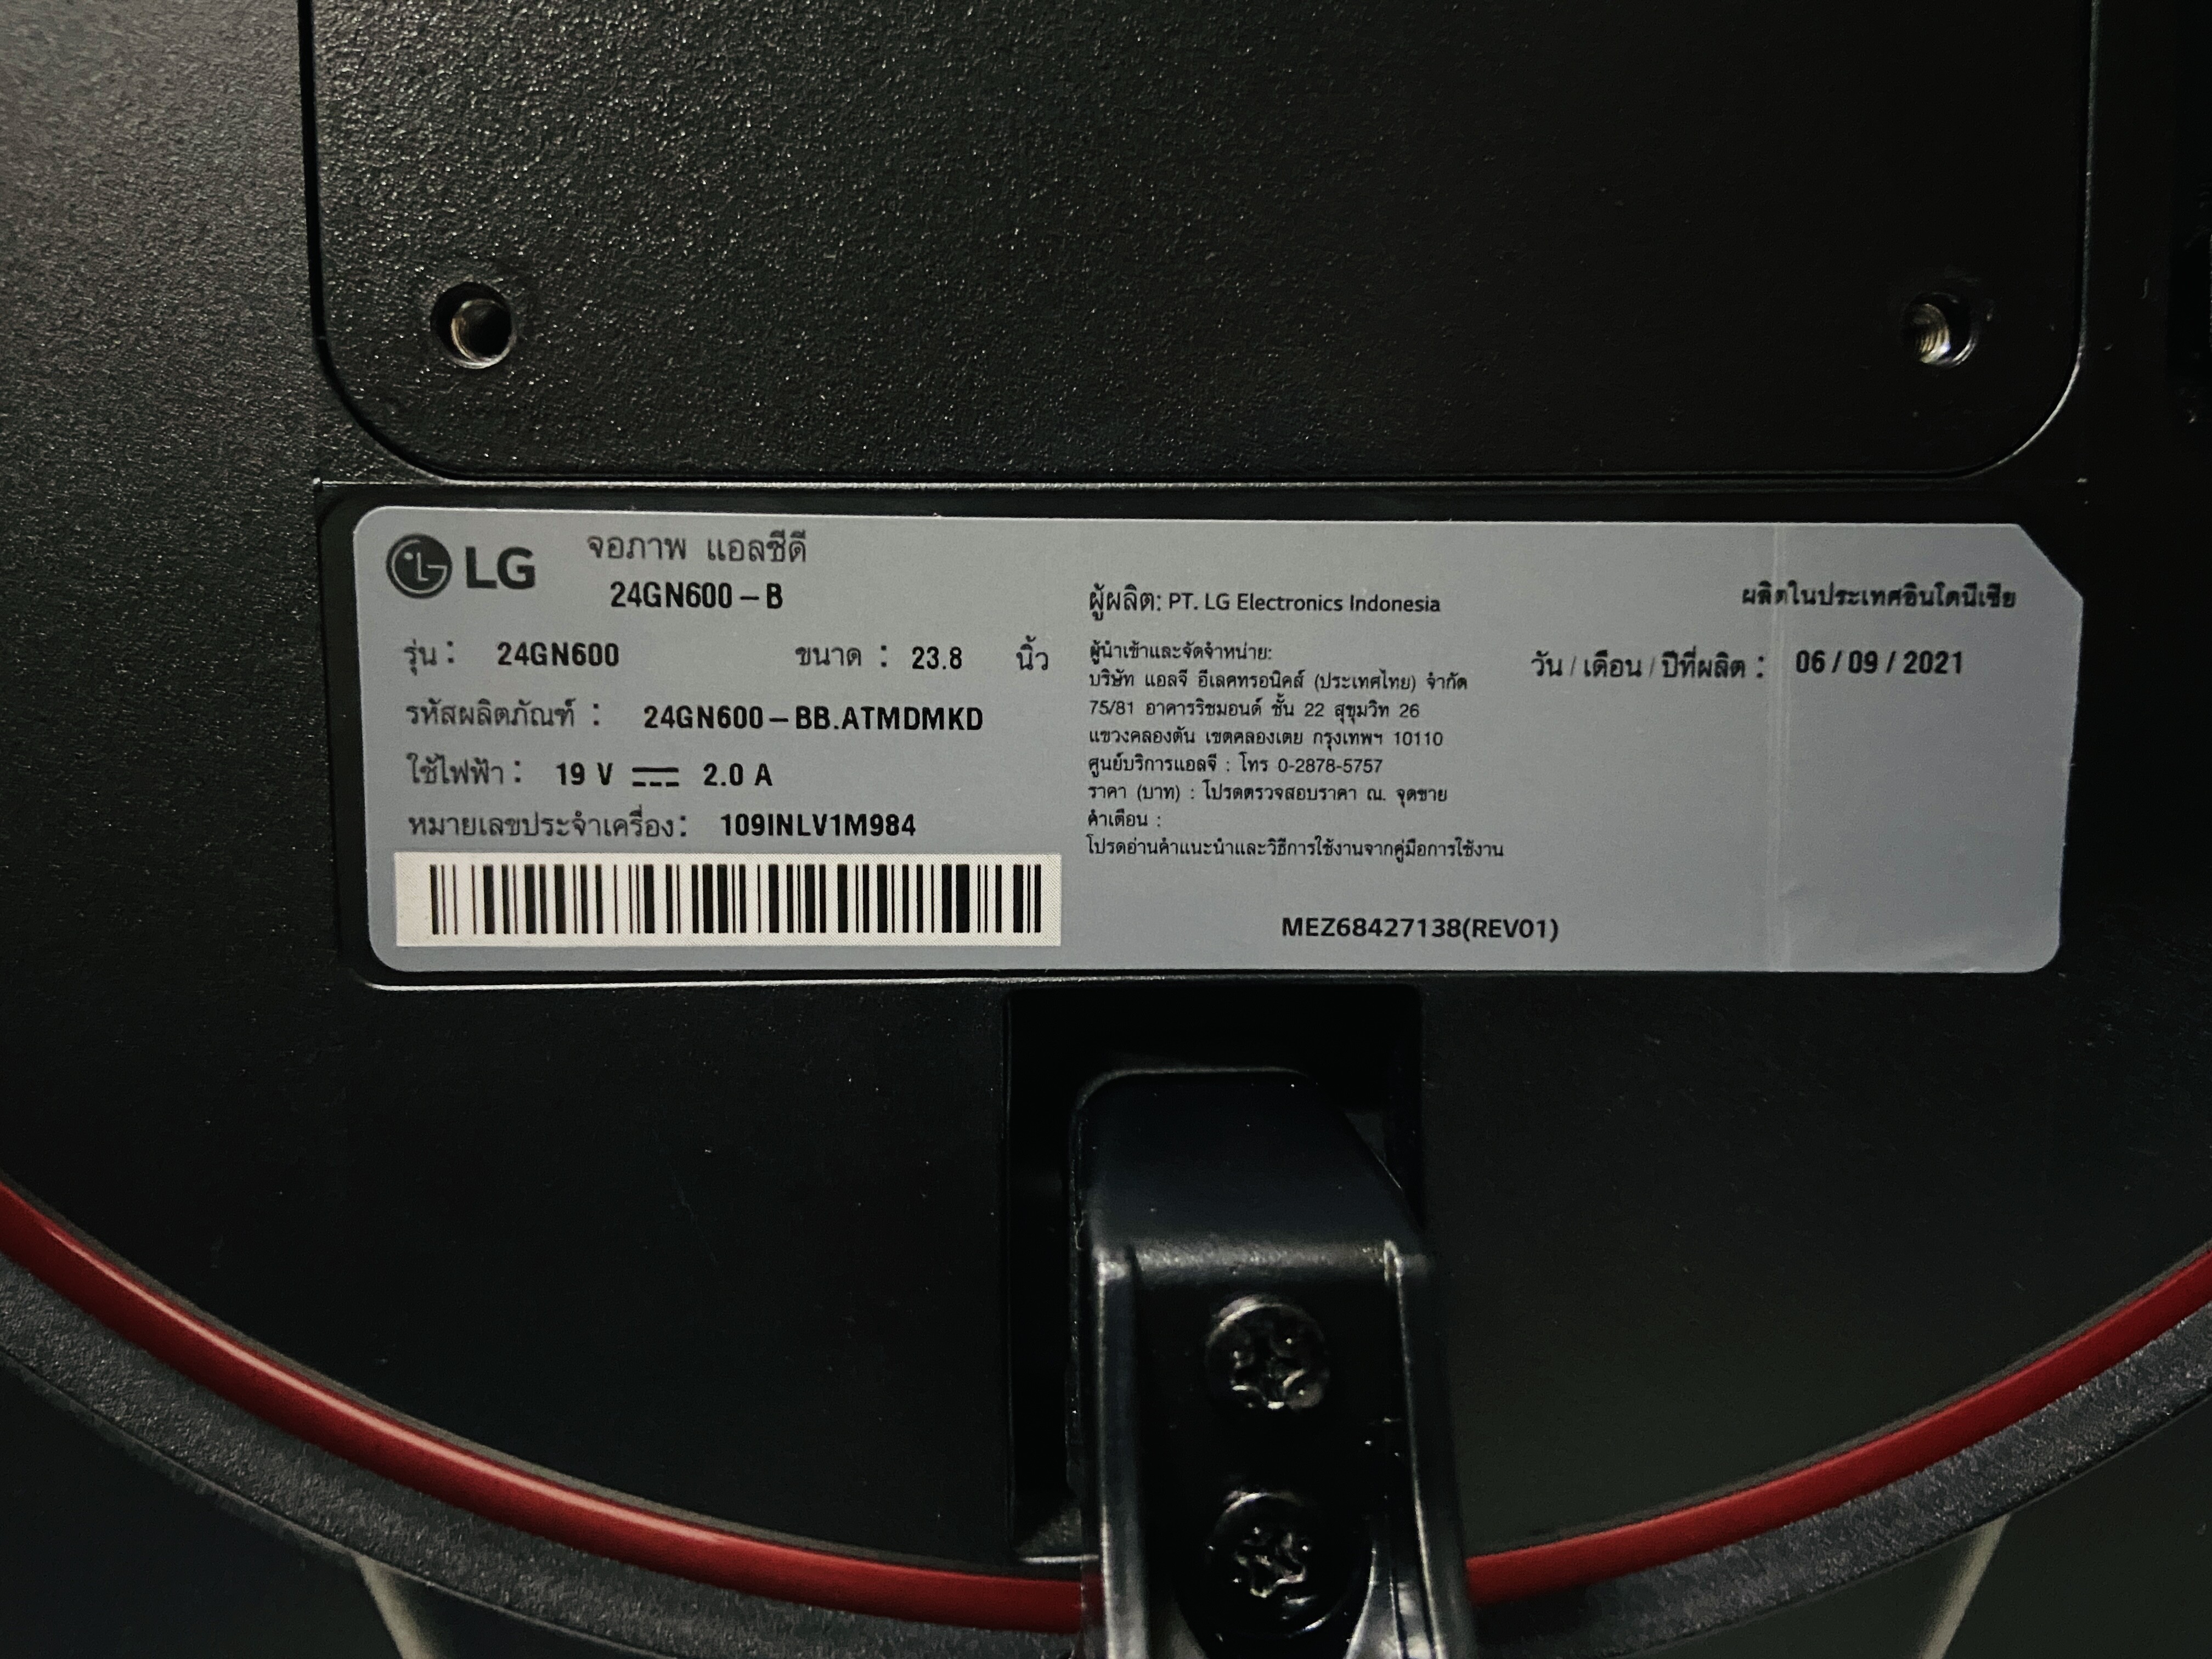 LG
จอภาพ แอลซีดี
24GN600-B
รุ่น : 24GN600 ขนาด : 23.8 นิ้ว
รหัสผลิตภัณฑ์ : 24GN600-BB.ATMDMKD
ใช้ไฟฟ้า : 19 V ⎓ 2.0 A
หมายเลขประจำเครื่อง: 109INLV1M984
ผู้ผลิต: PT. LG Electronics Indonesia
ผู้นำเข้าและจัดจำหน่าย:
บริษัท แอลจี อีเลคทรอนิคส์ (ประเทศไทย) จำกัด
75/81 อาคารริชมอนด์ ชั้น 22 สุขุมวิท 26
แขวงคลองตัน เขตคลองเตย กรุงเทพฯ 10110
ศูนย์บริการแอลจี : โทร 0-2878-5757
ราคา (บาท) : โปรดตรวจสอบราคา ณ. จุดขาย
คำเตือน :
โปรดอ่านคำแนะนำและวิธีการใช้งานจากคู่มือการใช้งาน
MEZ68427138(REV01)
ผลิตในประเทศอินโดนีเซีย
วัน / เดือน / ปีที่ผลิต : 06 / 09 / 2021